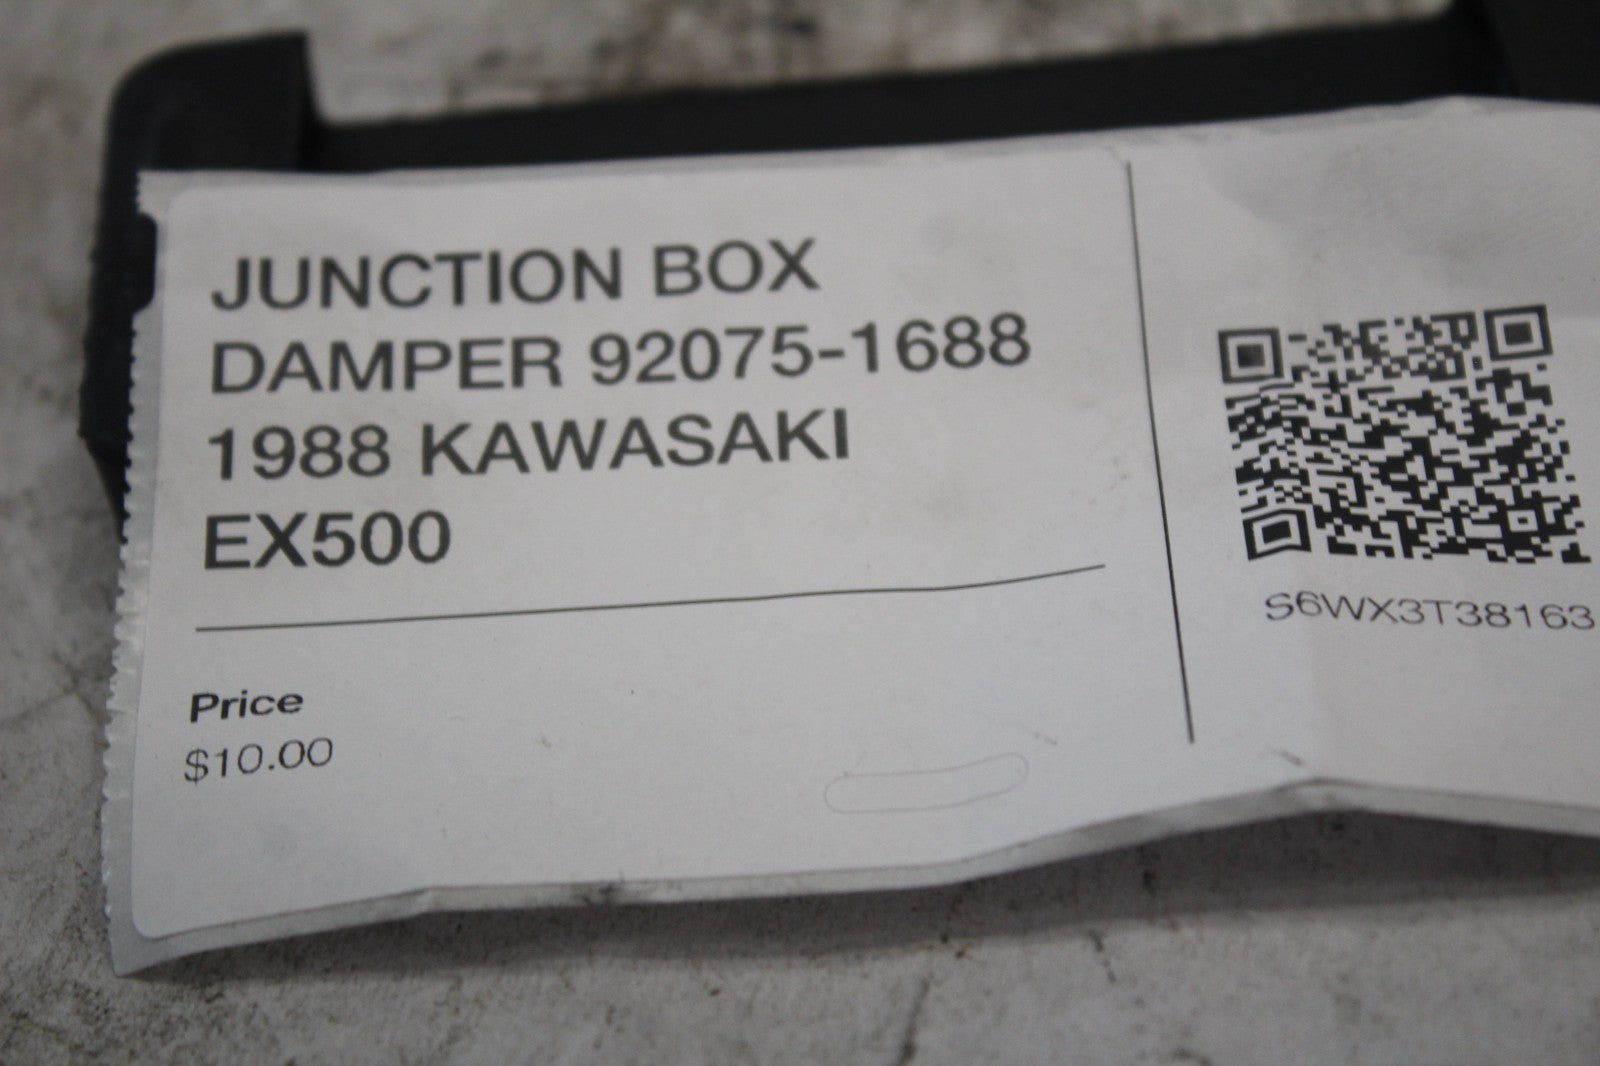 JUNCTION BOX
DAMPER 92075-1688
1988 KAWASAKI
EX500
Price
$10.00
S6WX3T38163